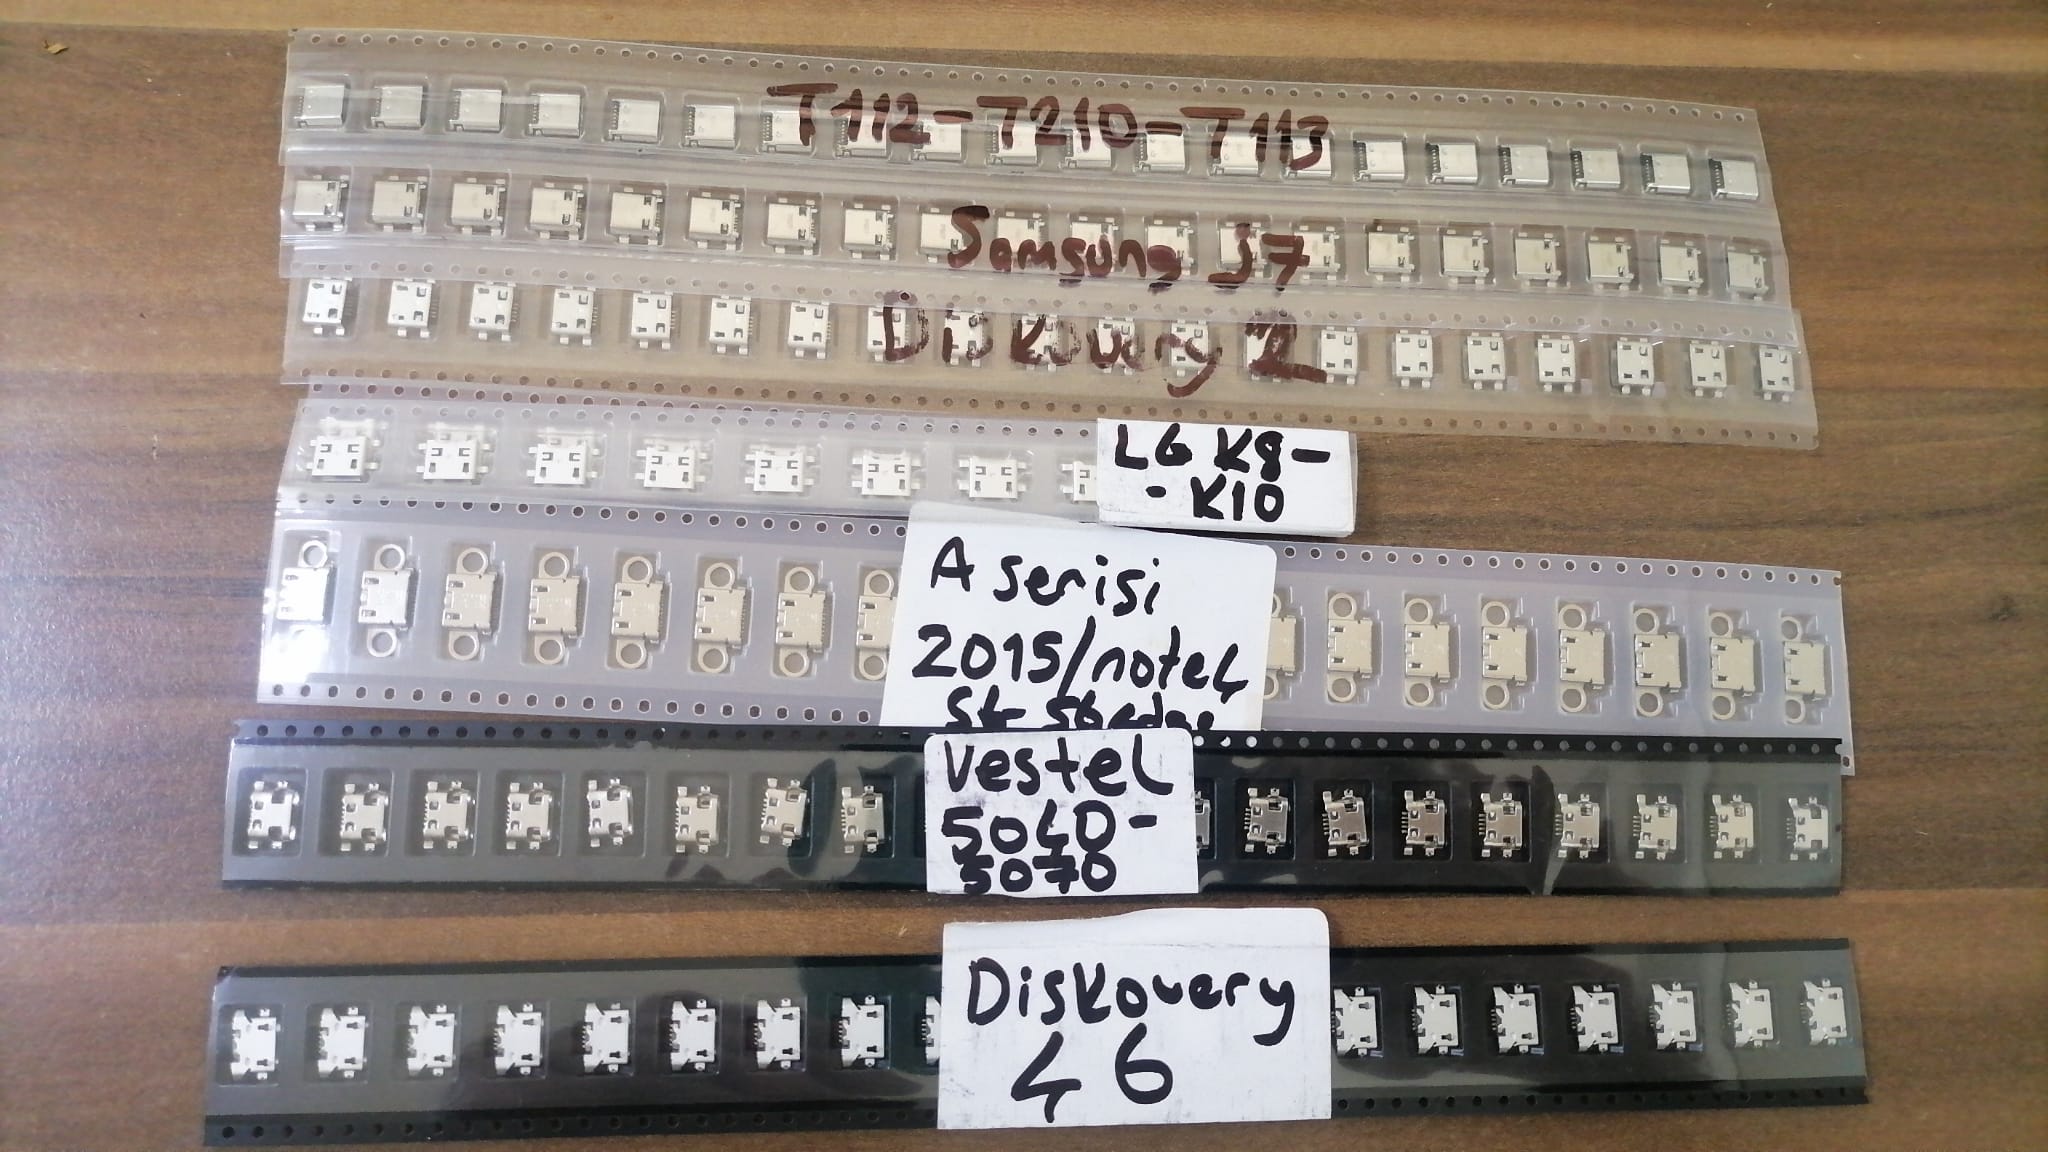 T112-T210-T113
Samsung J7
Diskovery 2
LG K8-
- K10
A serisi
2015/note4
Vestel
5040-
5070
Diskovery
46